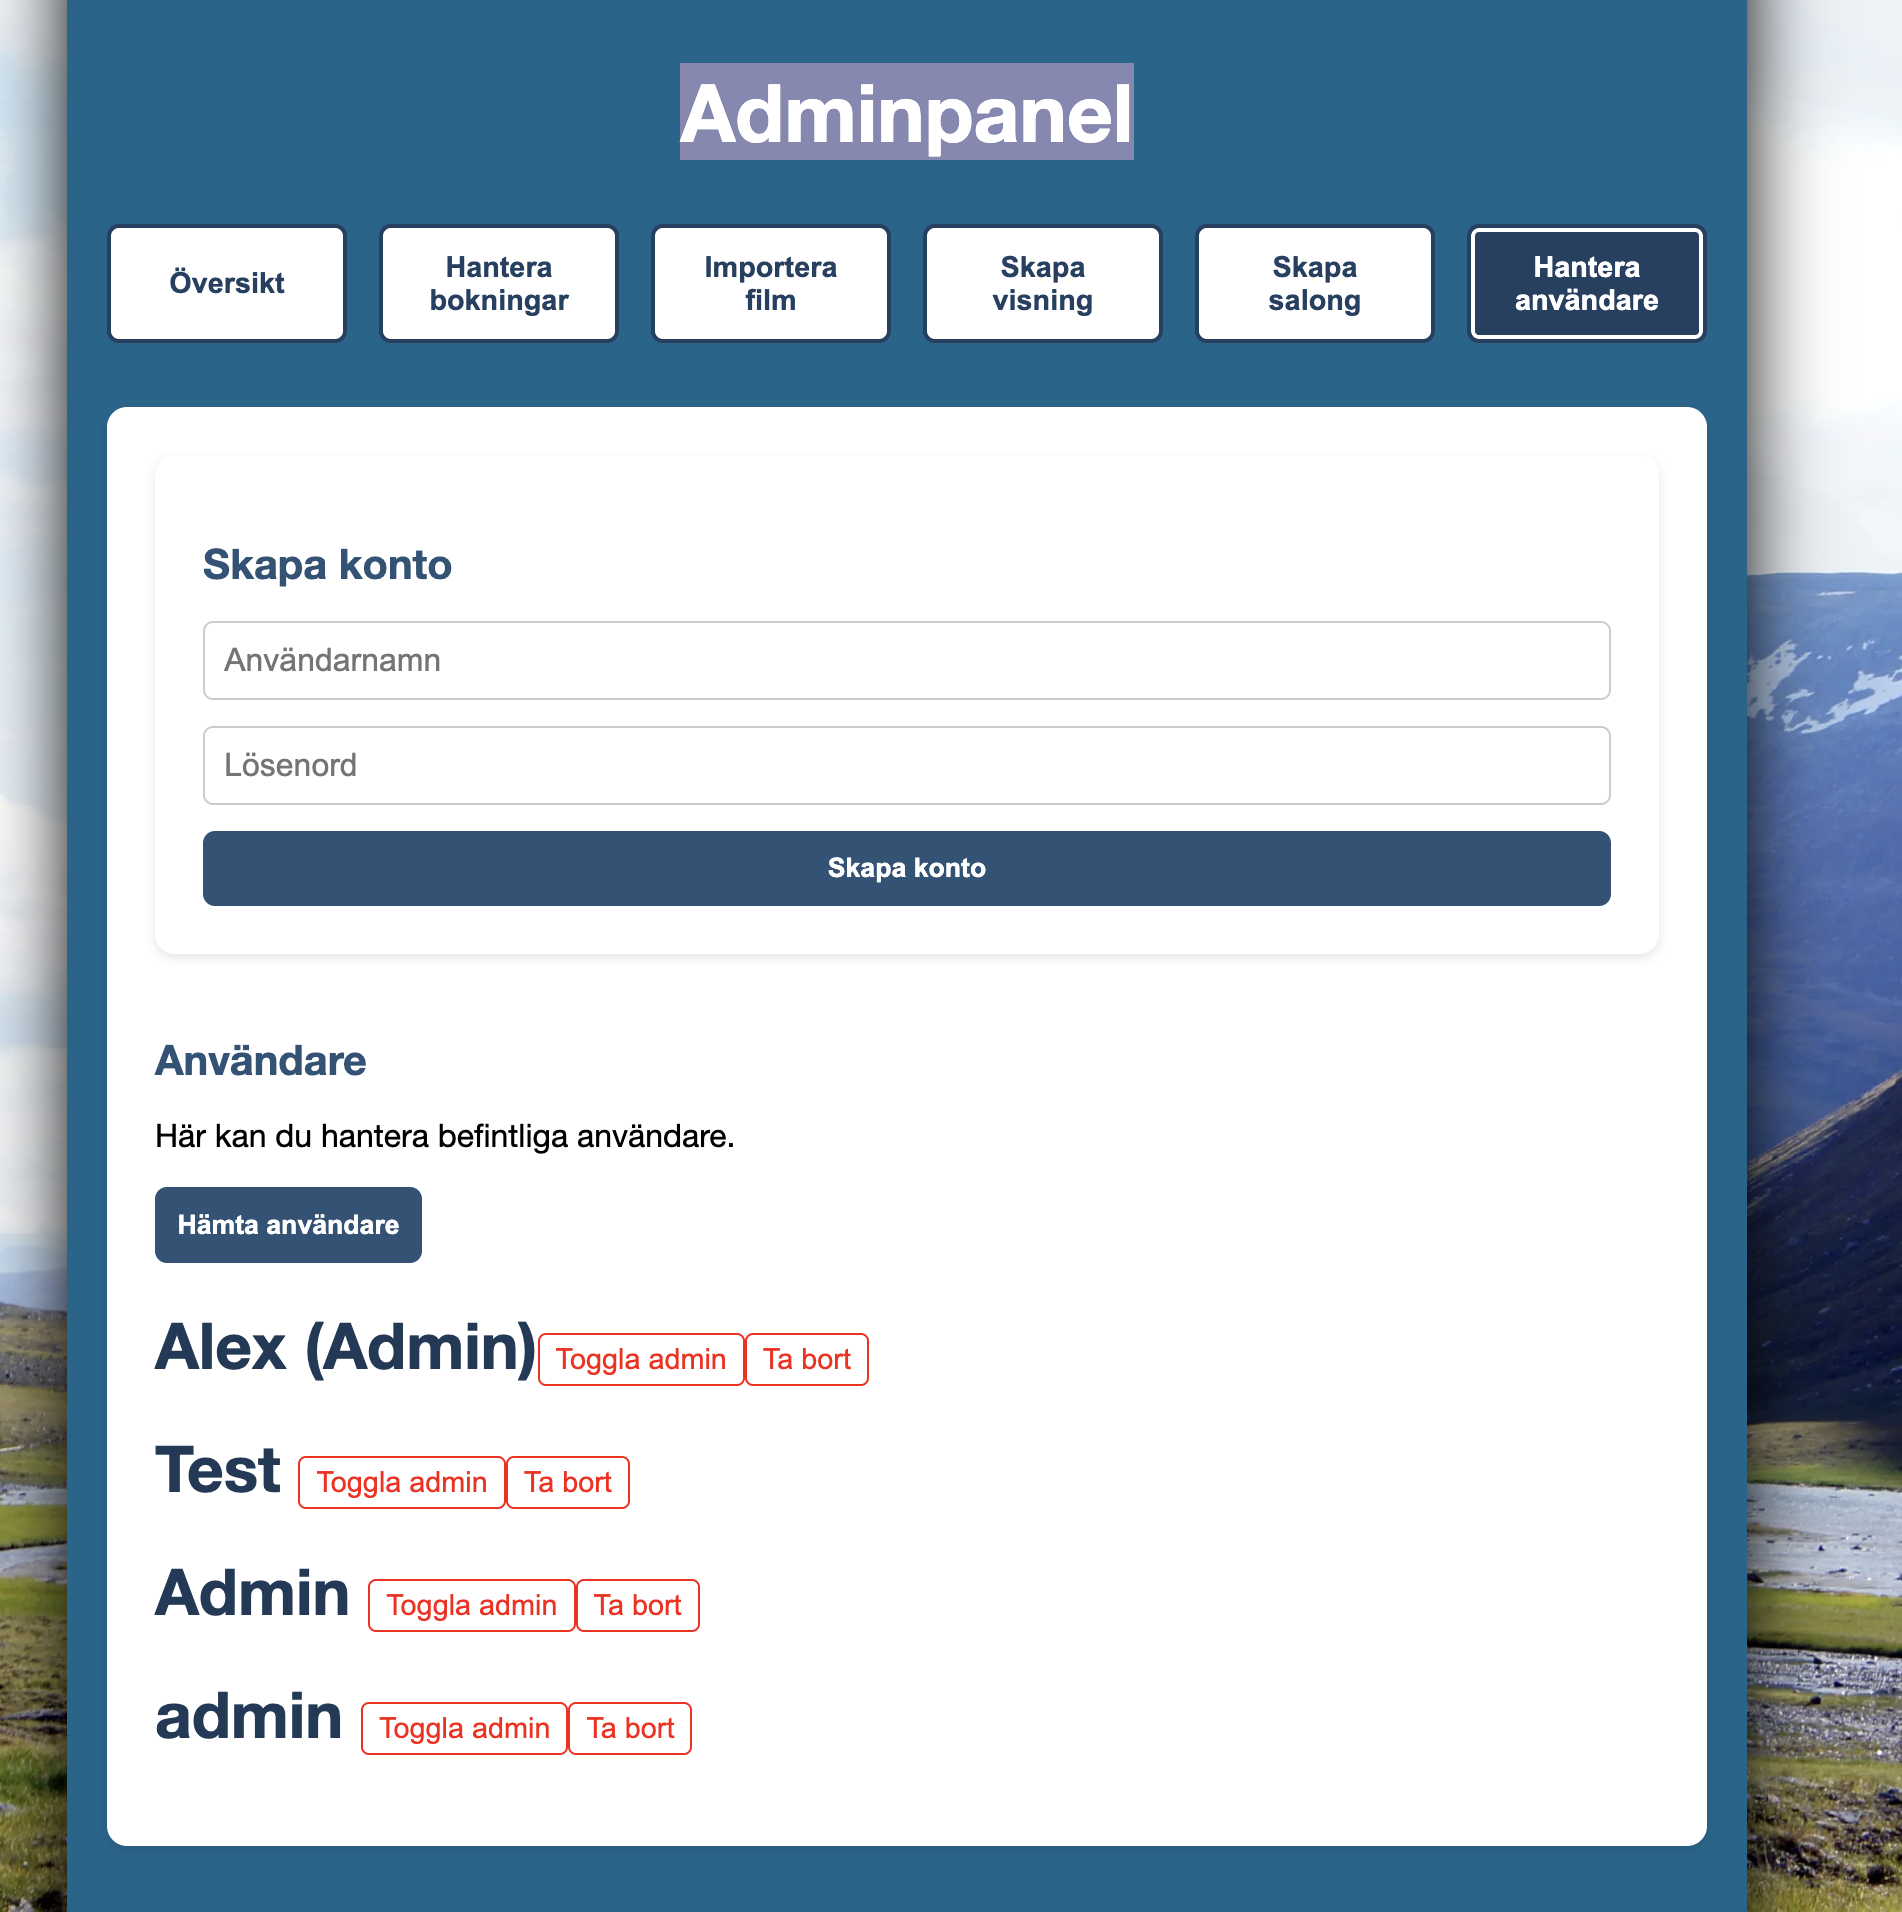 Adminpanel
Översikt
Hantera
bokningar
Importera
film
Skapa
visning
Skapa
salong
Hantera
användare
Skapa konto
Användarnamn
Lösenord
Skapa konto
Användare
Här kan du hantera befintliga användare.
Hämta användare
Alex (Admin) Toggla admin Ta bort
Test Toggla admin Ta bort
Admin Toggla admin Ta bort
admin Toggla admin Ta bort